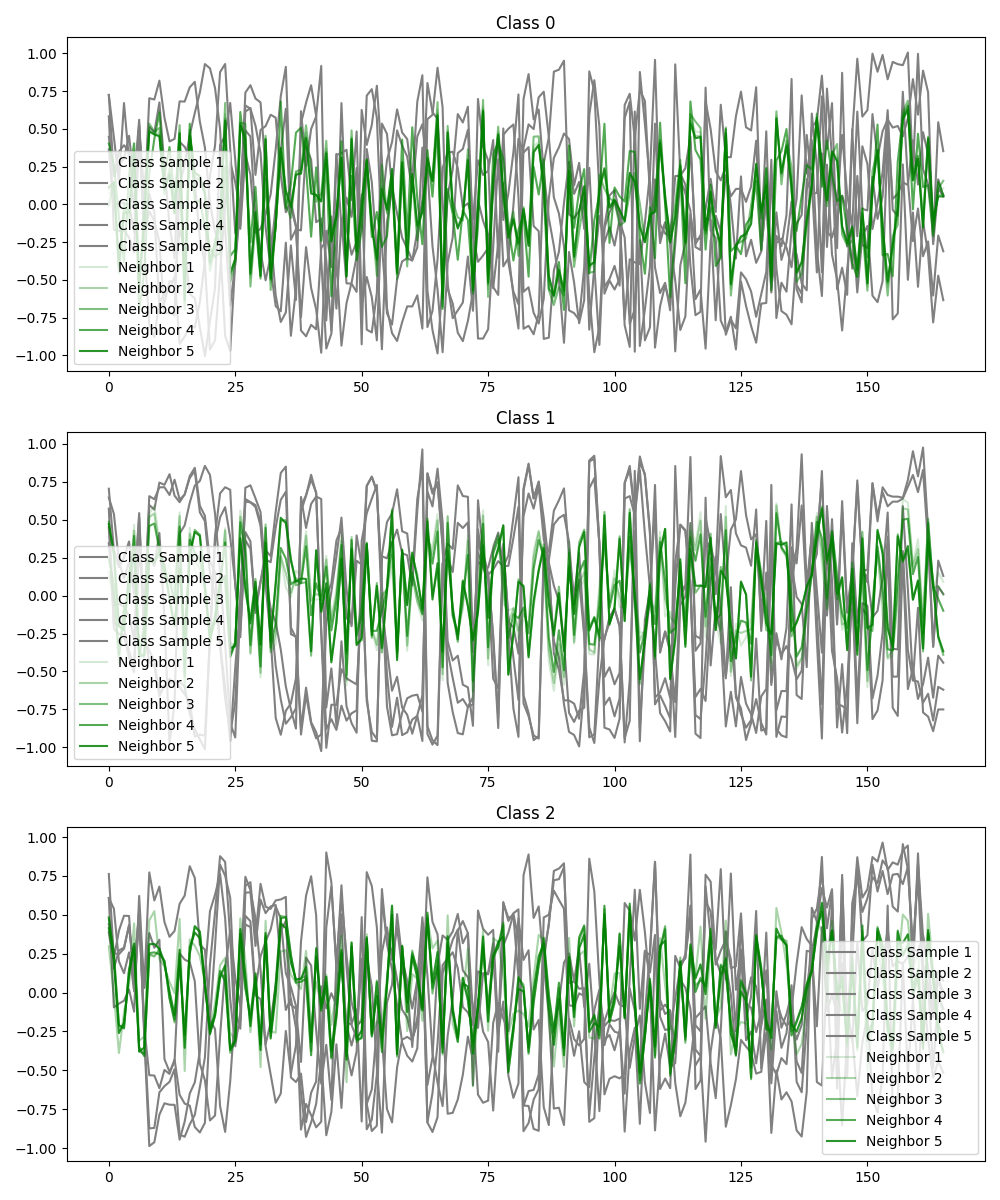 Class 0
1.00
0.75
0.50
0.25
0.00
−0.25
−0.50
−0.75
−1.00
Class Sample 1
Class Sample 2
Class Sample 3
Class Sample 4
Class Sample 5
Neighbor 1
Neighbor 2
Neighbor 3
Neighbor 4
Neighbor 5
0 25 50 75 100 125 150
Class 1
1.00
0.75
0.50
0.25
0.00
−0.25
−0.50
−0.75
−1.00
Class Sample 1
Class Sample 2
Class Sample 3
Class Sample 4
Class Sample 5
Neighbor 1
Neighbor 2
Neighbor 3
Neighbor 4
Neighbor 5
0 25 50 75 100 125 150
Class 2
1.00
0.75
0.50
0.25
0.00
−0.25
−0.50
−0.75
−1.00
Class Sample 1
Class Sample 2
Class Sample 3
Class Sample 4
Class Sample 5
Neighbor 1
Neighbor 2
Neighbor 3
Neighbor 4
Neighbor 5
0 25 50 75 100 125 150